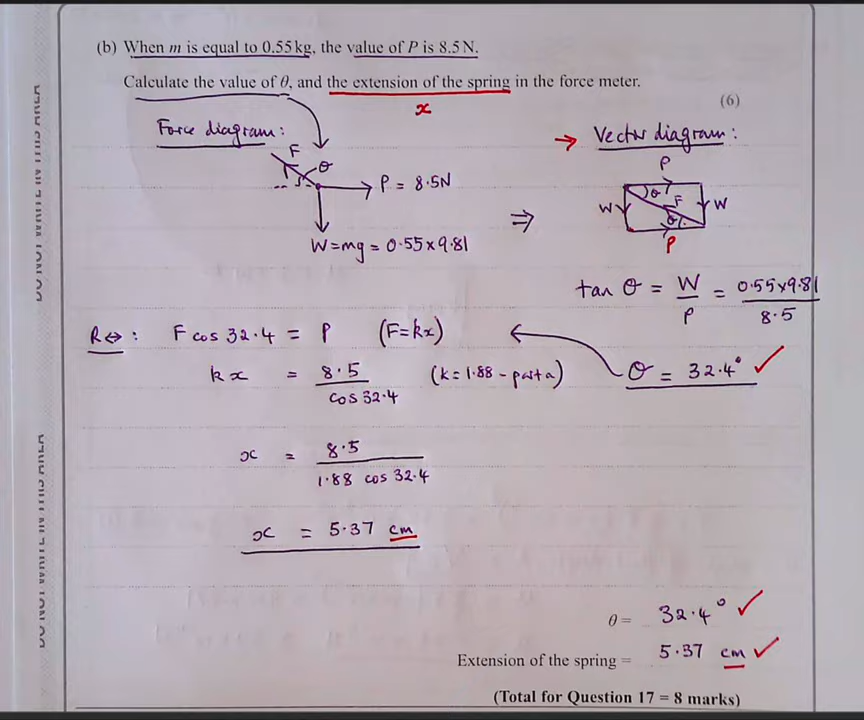 (b) When m is equal to 0.55 kg, the value of P is 8.5 N.
Calculate the value of θ, and the extension of the spring in the force meter.
(6)
x
Force diagram:
F
θ
P = 8.5N
W=mg = 0.55x9.81
⇒
→ Vector diagram:
P
θ
W
F
W
θ
P
tan θ = W/P = 0.55x9.81/8.5
θ = 32.4° ✓
R↔: F cos 32.4 = P (F=kx)
kx = 8.5/cos 32.4 (k=1.88 - part a)
x = 8.5/1.88 cos 32.4
x = 5.37 cm
θ = 32.4° ✓
Extension of the spring = 5.37 cm ✓
(Total for Question 17 = 8 marks)